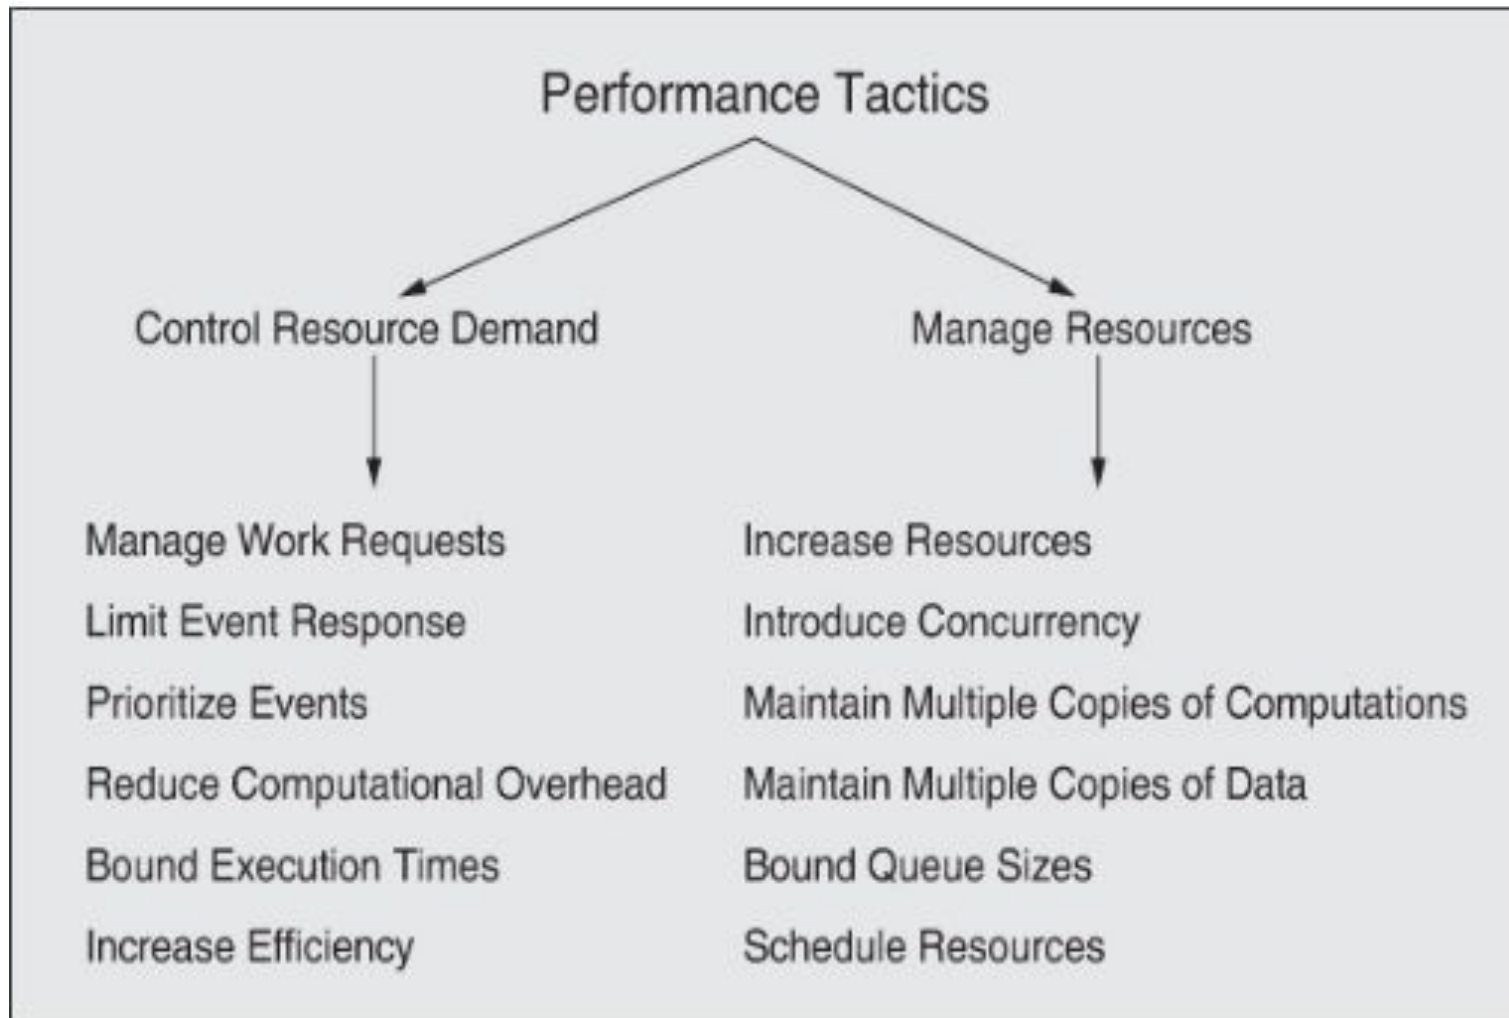 Performance Tactics
Control Resource Demand
Manage Resources
Manage Work Requests
Limit Event Response
Prioritize Events
Reduce Computational Overhead
Bound Execution Times
Increase Efficiency
Increase Resources
Introduce Concurrency
Maintain Multiple Copies of Computations
Maintain Multiple Copies of Data
Bound Queue Sizes
Schedule Resources